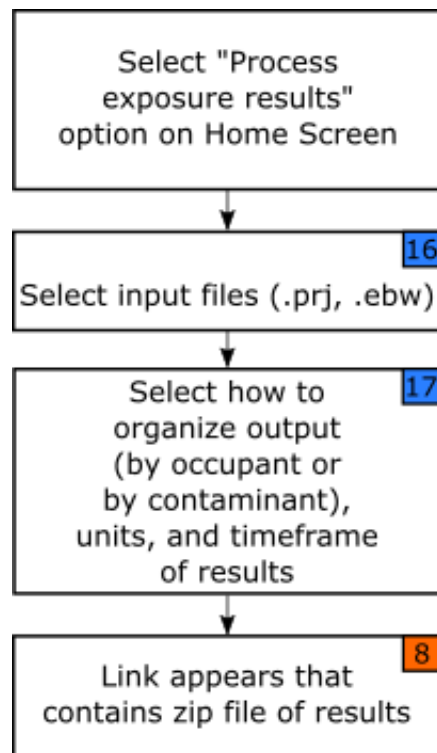 Select "Process
exposure results"
option on Home Screen
16
Select input files (.prj, .ebw)
17
Select how to
organize output
(by occupant or
by contaminant),
units, and timeframe
of results
8
Link appears that
contains zip file of results